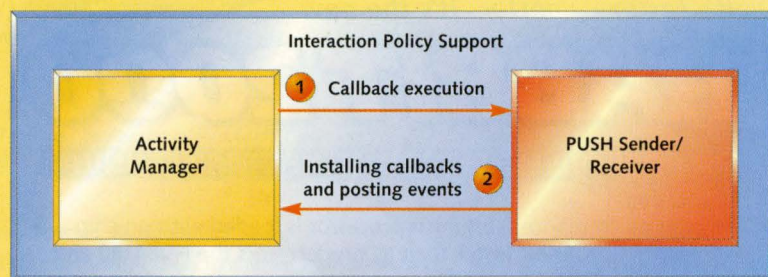 Interaction Policy Support
1 Callback execution
Activity
Manager
PUSH Sender/
Receiver
Installing callbacks
and posting events
2